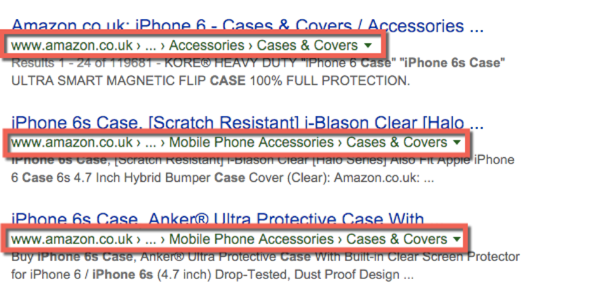 Amazon.co.uk: iPhone 6 - Cases & Covers / Accessories ...
www.amazon.co.uk › ... › Accessories › Cases & Covers
Results 1 - 24 of 119681 - KORE® HEAVY DUTY "iPhone 6 Case" "iPhone 6s Case"
ULTRA SMART MAGNETIC FLIP CASE 100% FULL PROTECTION.
iPhone 6s Case, [Scratch Resistant] i-Blason Clear [Halo ...
www.amazon.co.uk › ... › Mobile Phone Accessories › Cases & Covers
iPhone 6s Case, [Scratch Resistant] i-Blason Clear [Halo Series] Also Fit Apple iPhone
6 Case 6s 4.7 Inch Hybrid Bumper Case Cover (Clear): Amazon.co.uk: ...
iPhone 6s Case, Anker® Ultra Protective Case With ...
www.amazon.co.uk › ... › Mobile Phone Accessories › Cases & Covers
Buy iPhone 6s Case, Anker® Ultra Protective Case With Built-in Clear Screen Protector
for iPhone 6 / iPhone 6s (4.7 inch) Drop-Tested, Dust Proof Design ...